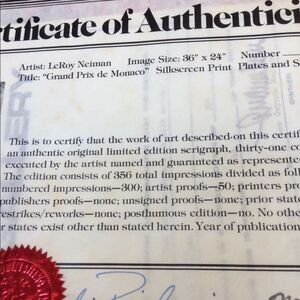 rtificate of Authentici
Artist: LeRoy Neiman Image Size: 36" x 24" Number
Title: "Grand Prix de Monaco" Silkscreen Print Plates and S
This is to certify that the work of art described on this certifi
an authentic original limited edition serigraph, thirty-one co
executed by the artist named and guaranteed as represente
The edition consists of 356 total impressions divided as foll
numbered impressions—300; artist proofs—50; printers pro
publishers proofs—none; unsigned proofs—none; prior state
restrikes/reworks—none; posthumous edition—no. No othe
r states exist other than stated herein. Year of publication